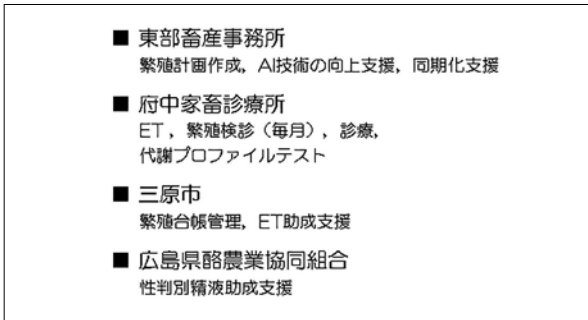 ■ 東部畜産事務所
繁殖計画作成，AI技術の向上支援，同期化支援
■ 府中家畜診療所
ET，繁殖検診（毎月），診療，
代謝プロファイルテスト
■ 三原市
繁殖台帳管理，ET助成支援
■ 広島県酪農業協同組合
性判別精液助成支援